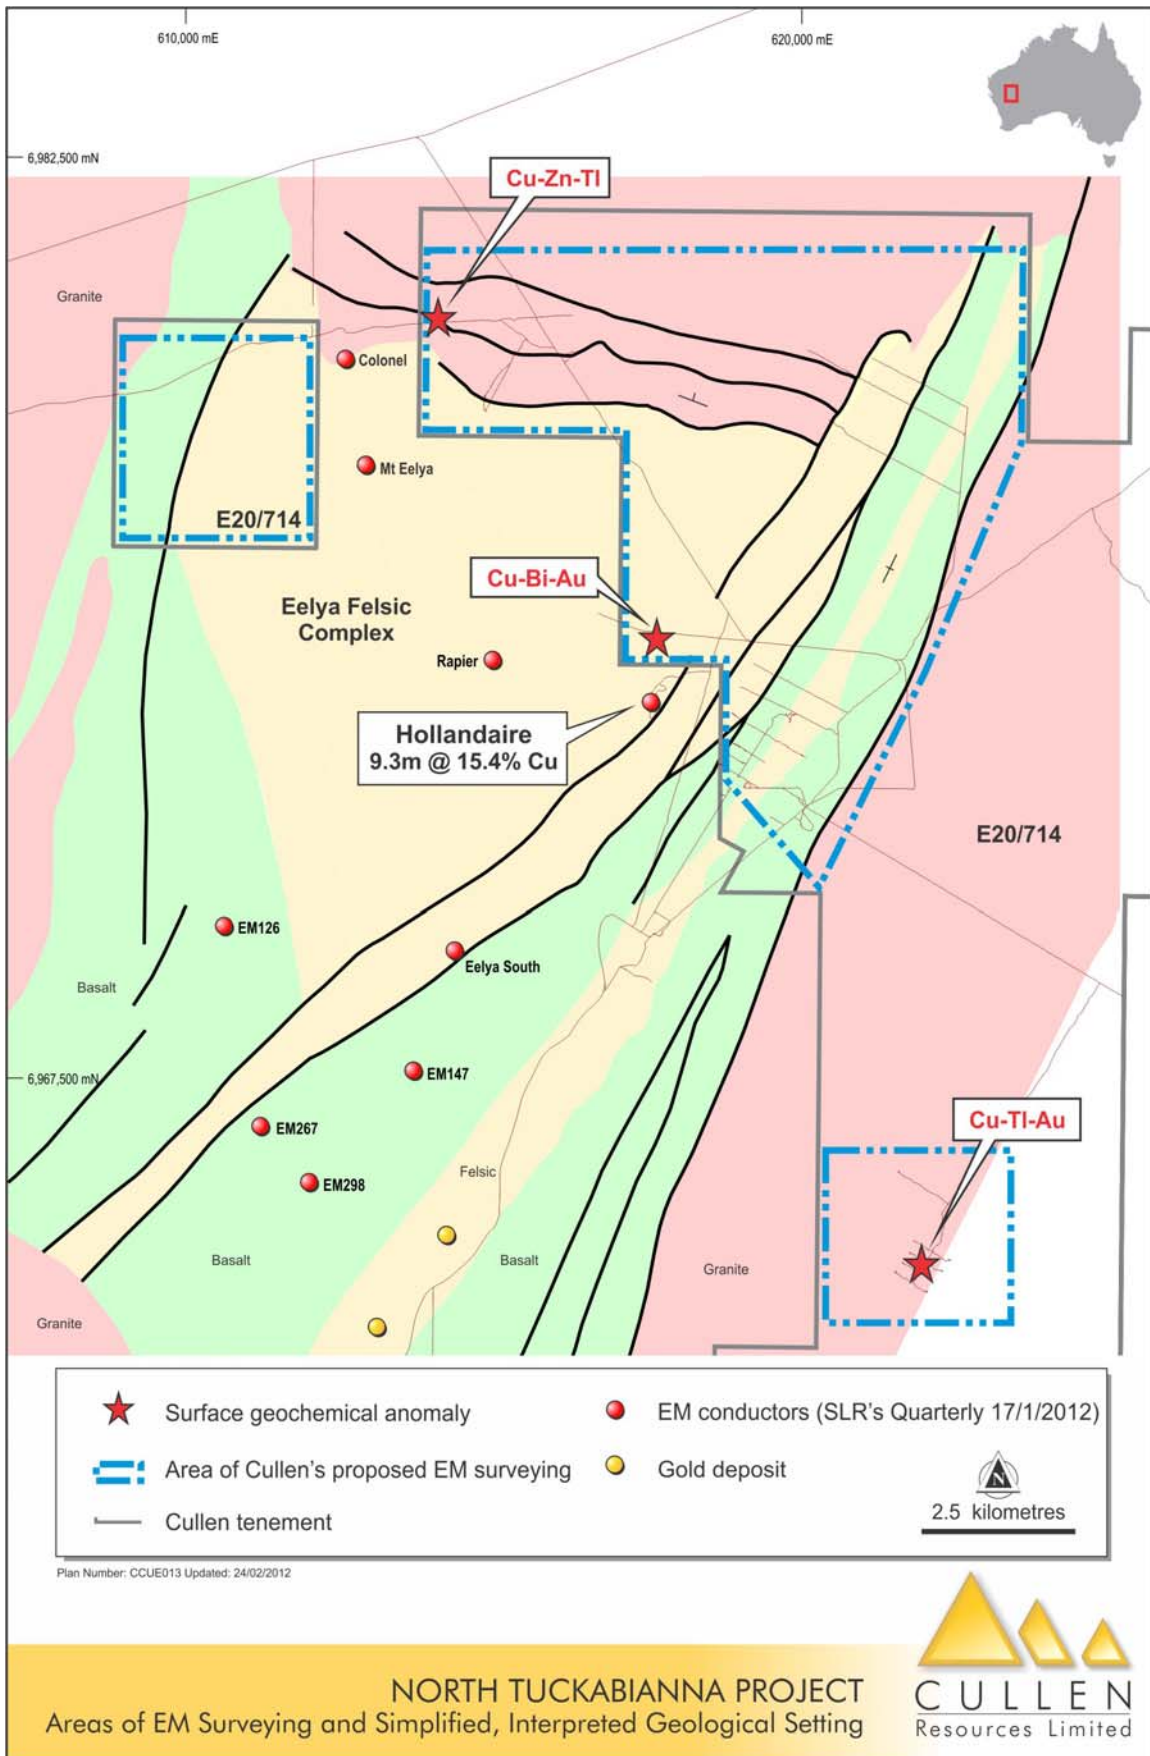 610,000 mE
620,000 mE
6,982,500 mN
Cu-Zn-Tl
Granite
Colonel
Mt Eelya
E20/714
Cu-Bi-Au
Eelya Felsic
Complex
Rapier
Hollandaire
9.3m @ 15.4% Cu
E20/714
EM126
Eelya South
Basalt
EM147
6,967,500 mN
Cu-Tl-Au
EM267
Felsic
EM298
Basalt
Basalt
Granite
Granite
Surface geochemical anomaly
EM conductors (SLR's Quarterly 17/1/2012)
Area of Cullen's proposed EM surveying
Gold deposit
N
Cullen tenement
2.5 kilometres
Plan Number: CCUE013 Updated: 24/02/2012
NORTH TUCKABIANNA PROJECT
Areas of EM Surveying and Simplified, Interpreted Geological Setting
CULLEN
Resources Limited